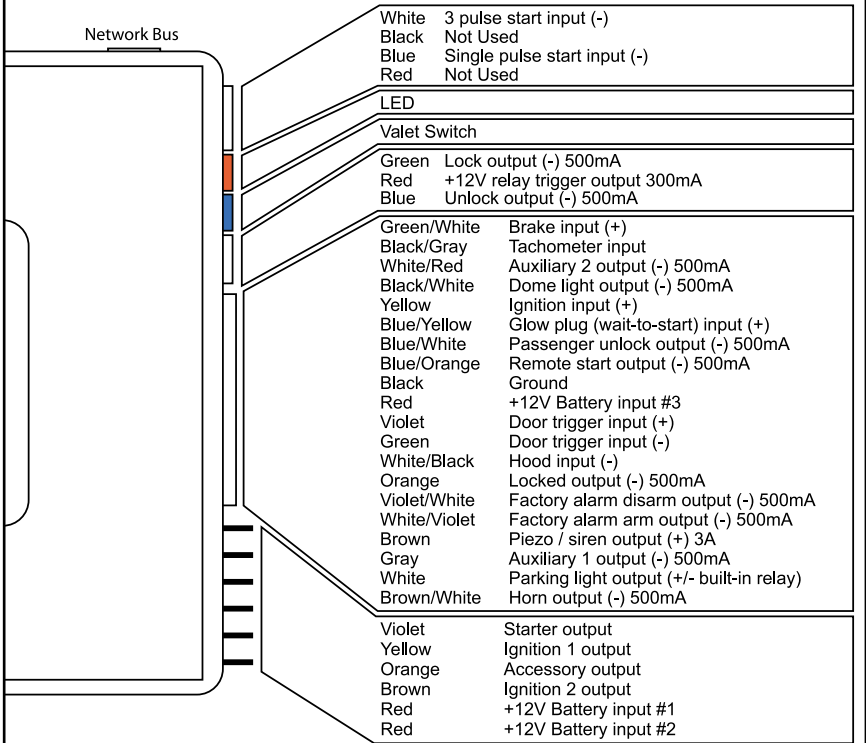 Network Bus
White 3 pulse start input (-)
Black Not Used
Blue Single pulse start input (-)
Red Not Used
LED
Valet Switch
Green Lock output (-) 500mA
Red +12V relay trigger output 300mA
Blue Unlock output (-) 500mA
Green/White Brake input (+)
Black/Gray Tachometer input
White/Red Auxiliary 2 output (-) 500mA
Black/White Dome light output (-) 500mA
Yellow Ignition input (+)
Blue/Yellow Glow plug (wait-to-start) input (+)
Blue/White Passenger unlock output (-) 500mA
Blue/Orange Remote start output (-) 500mA
Black Ground
Red +12V Battery input #3
Violet Door trigger input (+)
Green Door trigger input (-)
White/Black Hood input (-)
Orange Locked output (-) 500mA
Violet/White Factory alarm disarm output (-) 500mA
White/Violet Factory alarm arm output (-) 500mA
Brown Piezo / siren output (+) 3A
Gray Auxiliary 1 output (-) 500mA
White Parking light output (+/- built-in relay)
Brown/White Horn output (-) 500mA
Violet Starter output
Yellow Ignition 1 output
Orange Accessory output
Brown Ignition 2 output
Red +12V Battery input #1
Red +12V Battery input #2